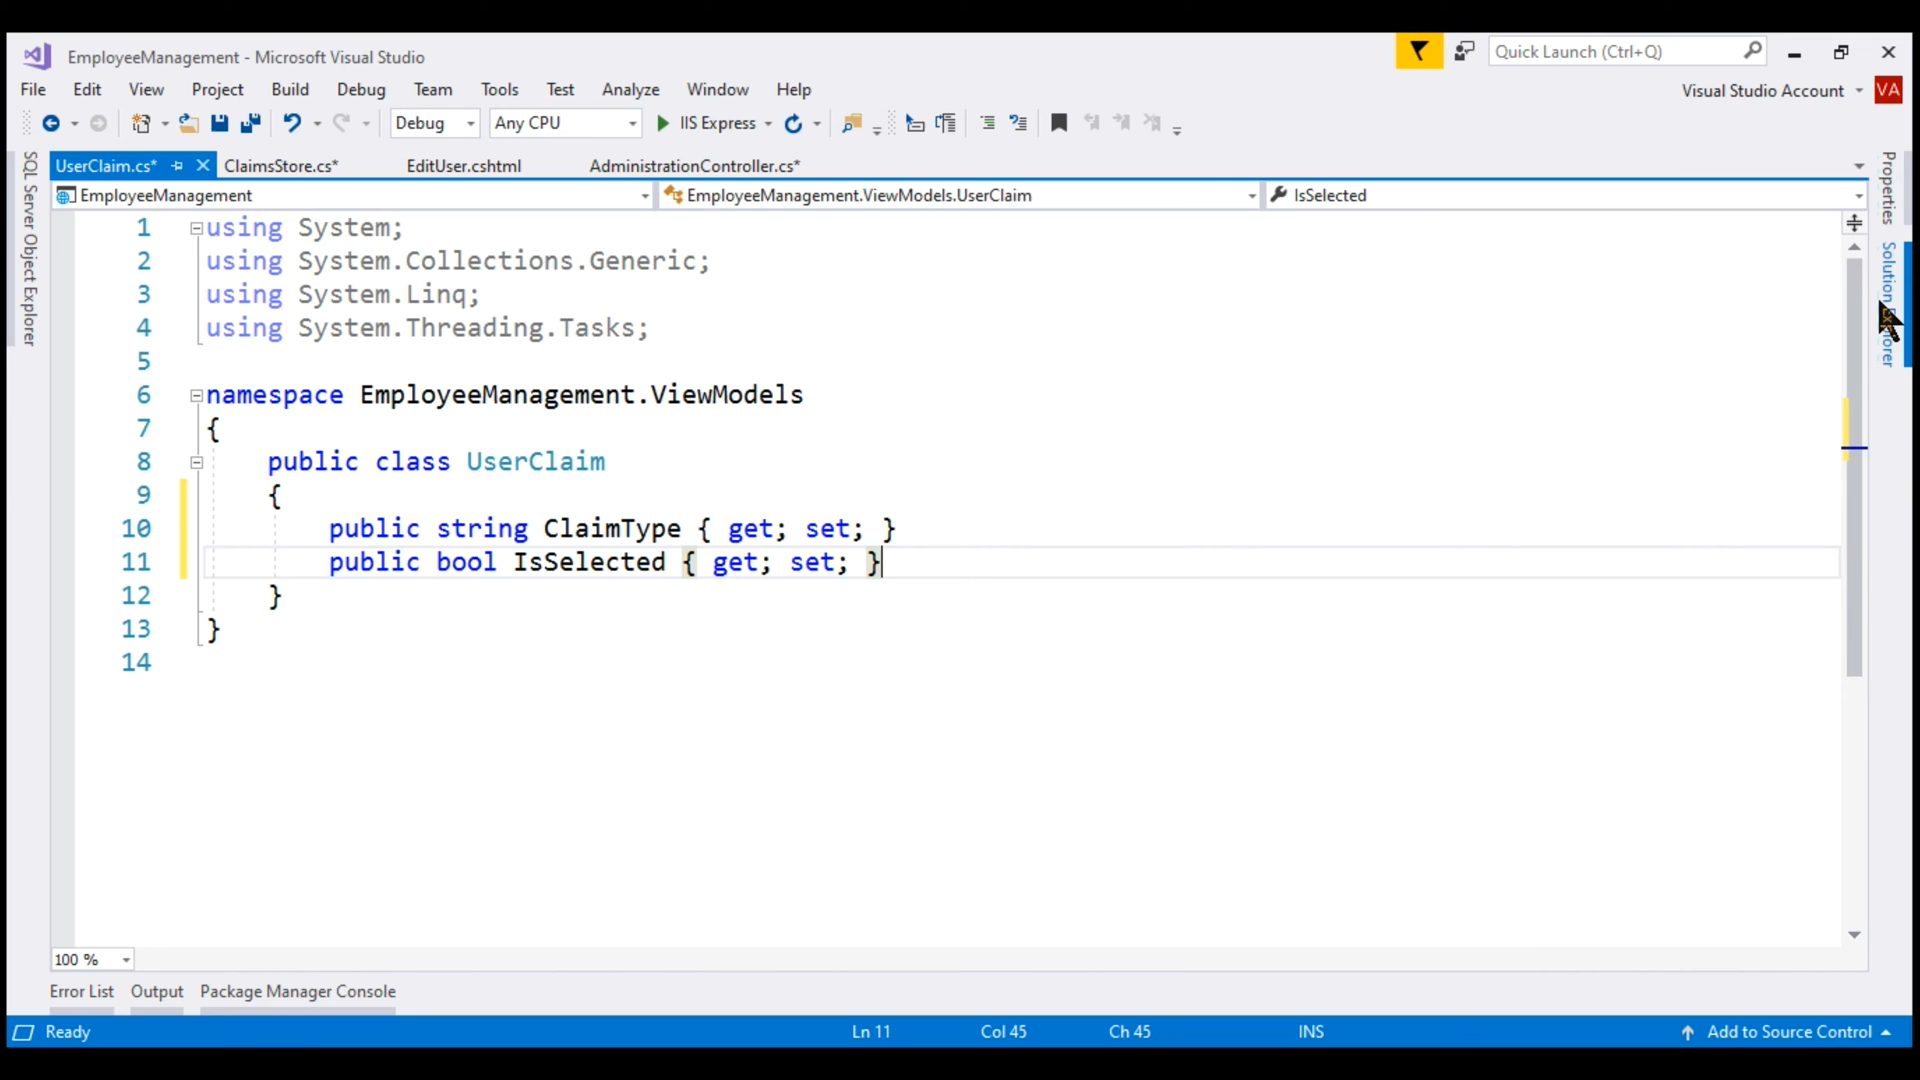 EmployeeManagement - Microsoft Visual Studio
Quick Launch (Ctrl+Q)
File Edit View Project Build Debug Team Tools Test Analyze Window Help
Visual Studio Account VA
Debug Any CPU IIS Express
UserClaim.cs* ClaimsStore.cs* EditUser.cshtml AdministrationController.cs*
EmployeeManagement EmployeeManagement.ViewModels.UserClaim IsSelected
SQL Server Object Explorer
Properties
Solution Explorer
1 using System;
2 using System.Collections.Generic;
3 using System.Linq;
4 using System.Threading.Tasks;
5
6 namespace EmployeeManagement.ViewModels
7 {
8 public class UserClaim
9 {
10 public string ClaimType { get; set; }
11 public bool IsSelected { get; set; }
12 }
13 }
14
100 %
Error List Output Package Manager Console
Ready Ln 11 Col 45 Ch 45 INS Add to Source Control